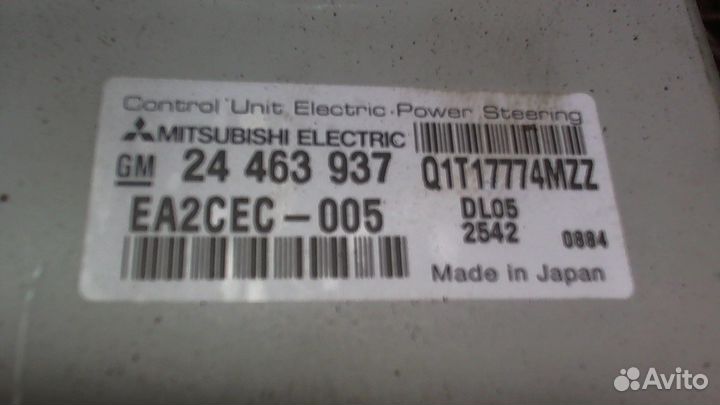 Control Unit Electric Power Steering
MITSUBISHI ELECTRIC
GM 24 463 937 Q1T17774MZZ
EA2CEC-005 DL05
2542 0884
Made in Japan
Avito